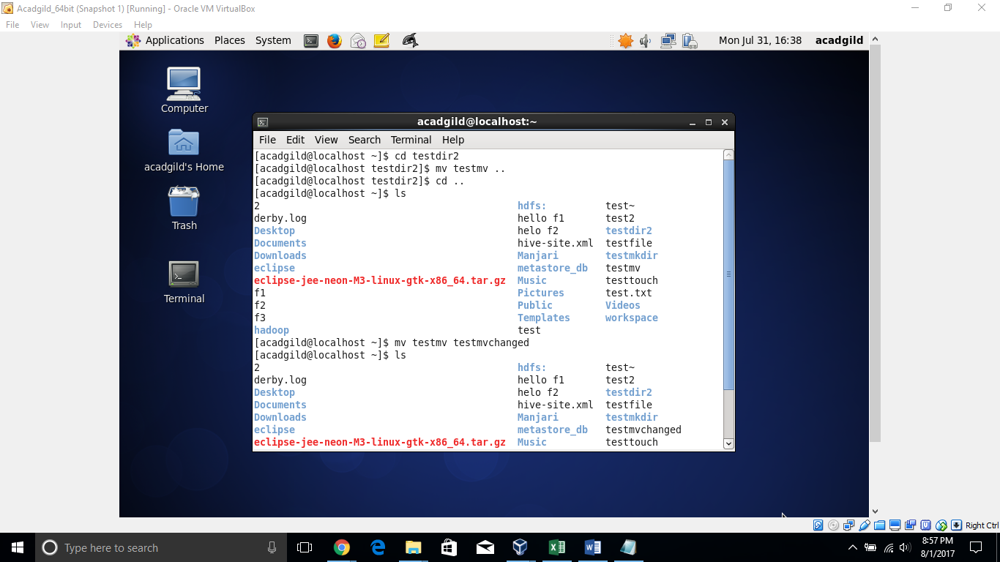 Acadgild_64bit (Snapshot 1) [Running] - Oracle VM VirtualBox
File View Input Devices Help
Applications Places System Mon Jul 31, 16:38 acadgild
Computer
acadgild's Home
Trash
Terminal
acadgild@localhost:~
File Edit View Search Terminal Help
[acadgild@localhost ~]$ cd testdir2
[acadgild@localhost testdir2]$ mv testmv ..
[acadgild@localhost testdir2]$ cd ..
[acadgild@localhost ~]$ ls
2 hdfs: test~
derby.log hello f1 test2
Desktop helo f2 testdir2
Documents hive-site.xml testfile
Downloads Manjari testmkdir
eclipse metastore_db testmv
eclipse-jee-neon-M3-linux-gtk-x86_64.tar.gz Music testtouch
f1 Pictures test.txt
f2 Public Videos
f3 Templates workspace
hadoop test
[acadgild@localhost ~]$ mv testmv testmvchanged
[acadgild@localhost ~]$ ls
2 hdfs: test~
derby.log hello f1 test2
Desktop helo f2 testdir2
Documents hive-site.xml testfile
Downloads Manjari testmkdir
eclipse metastore_db testmvchanged
eclipse-jee-neon-M3-linux-gtk-x86_64.tar.gz Music testtouch
Right Ctrl
Type here to search
8:57 PM
8/1/2017